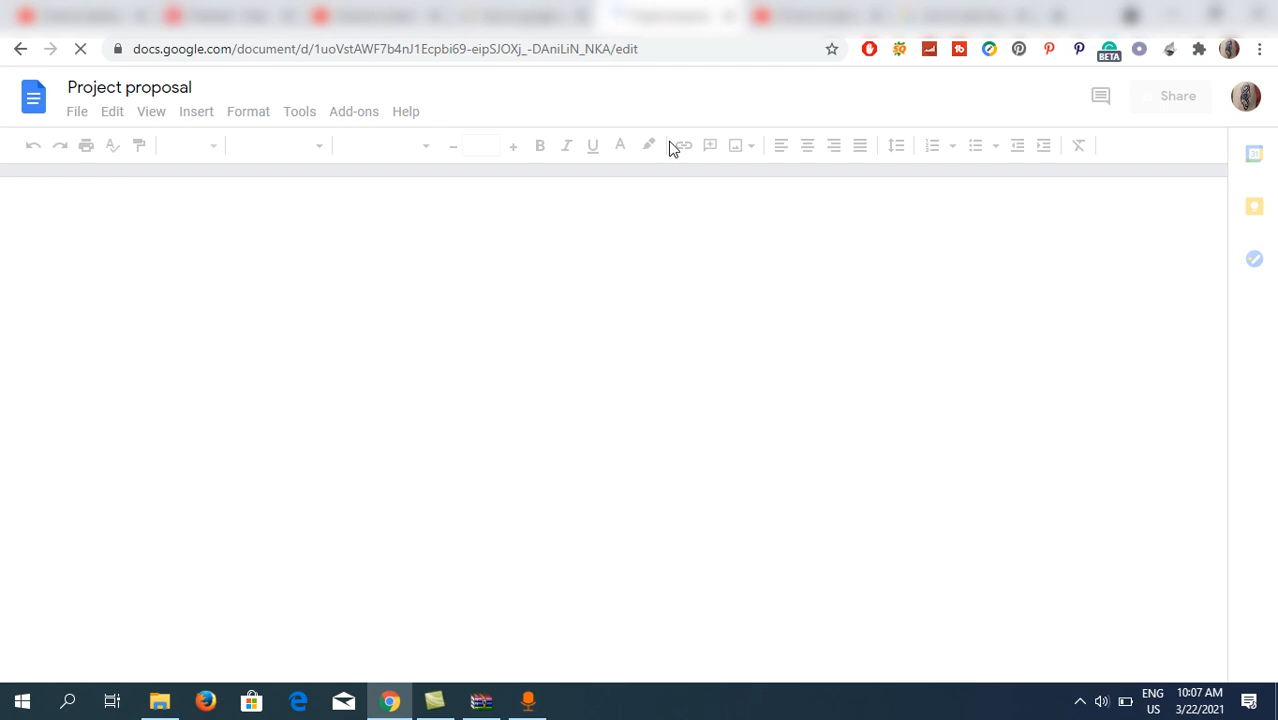 docs.google.com/document/d/1uoVstAWF7b4nJ1Ecpbi69-eipSJOXj_-DAniLiN_NKA/edit
BETA
Project proposal
File Edit View Insert Format Tools Add-ons Help
Share
31
ENG
US
10:07 AM
3/22/2021